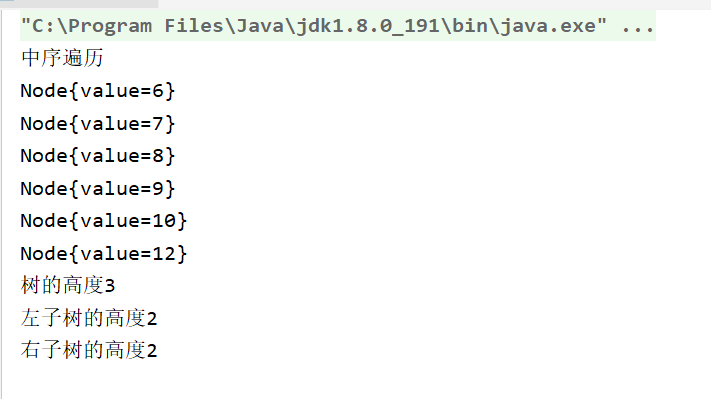 "C:\Program Files\Java\jdk1.8.0_191\bin\java.exe" ...
中序遍历
Node{value=6}
Node{value=7}
Node{value=8}
Node{value=9}
Node{value=10}
Node{value=12}
树的高度3
左子树的高度2
右子树的高度2